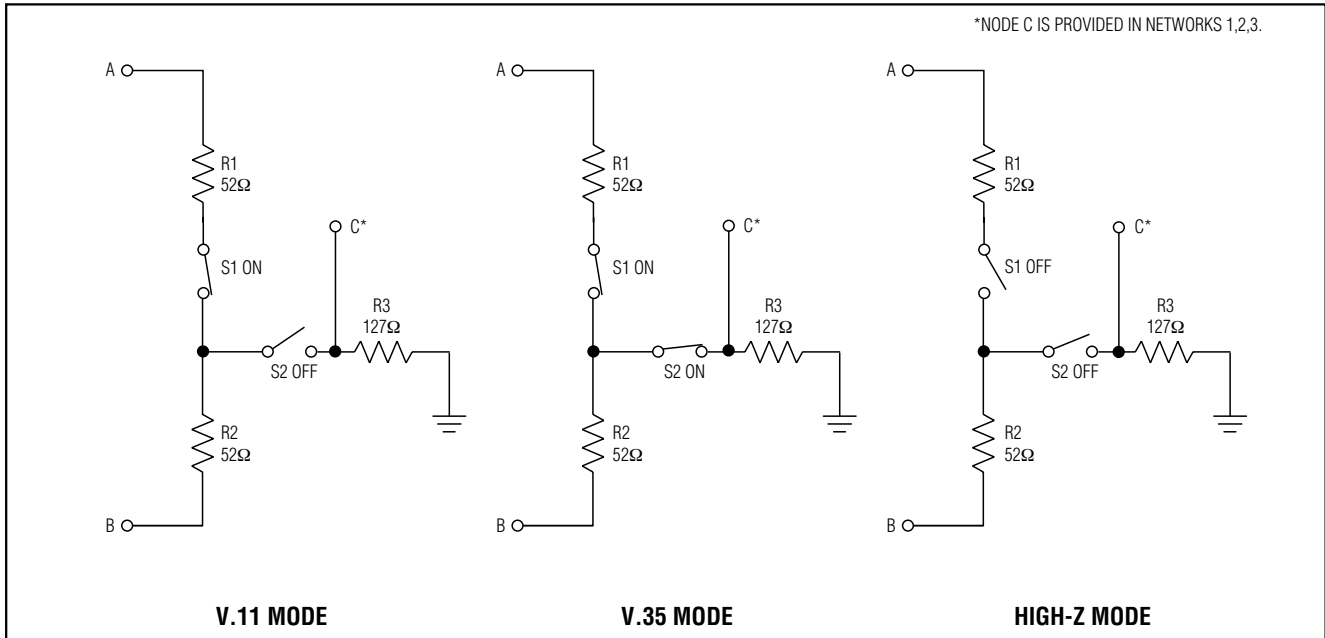 *NODE C IS PROVIDED IN NETWORKS 1,2,3.
A
R1
52Ω
S1 ON
C*
R3
127Ω
S2 OFF
R2
52Ω
B
V.11 MODE
A
R1
52Ω
S1 ON
C*
R3
127Ω
S2 ON
R2
52Ω
B
V.35 MODE
A
R1
52Ω
S1 OFF
C*
R3
127Ω
S2 OFF
R2
52Ω
B
HIGH-Z MODE